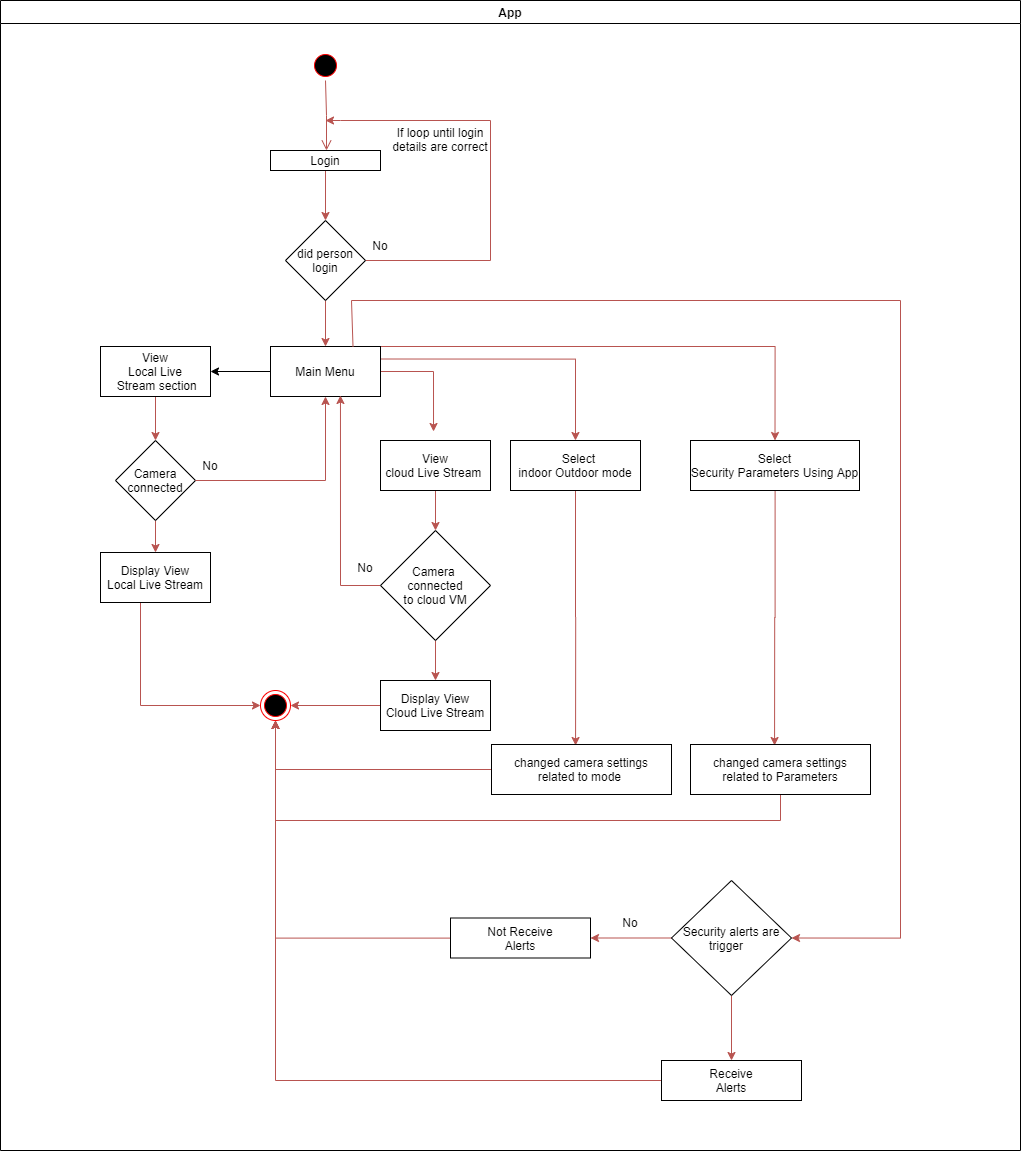 App
If loop until login
details are correct
Login
No
did person
login
View
Local Live
Stream section
Main Menu
Camera
connected
No
View
cloud Live Stream
Select
indoor Outdoor mode
Select
Security Parameters Using App
Display View
Local Live Stream
No
Camera
connected
to cloud VM
Display View
Cloud Live Stream
changed camera settings
related to mode
changed camera settings
related to Parameters
Not Receive
Alerts
No
Security alerts are
trigger
Receive
Alerts